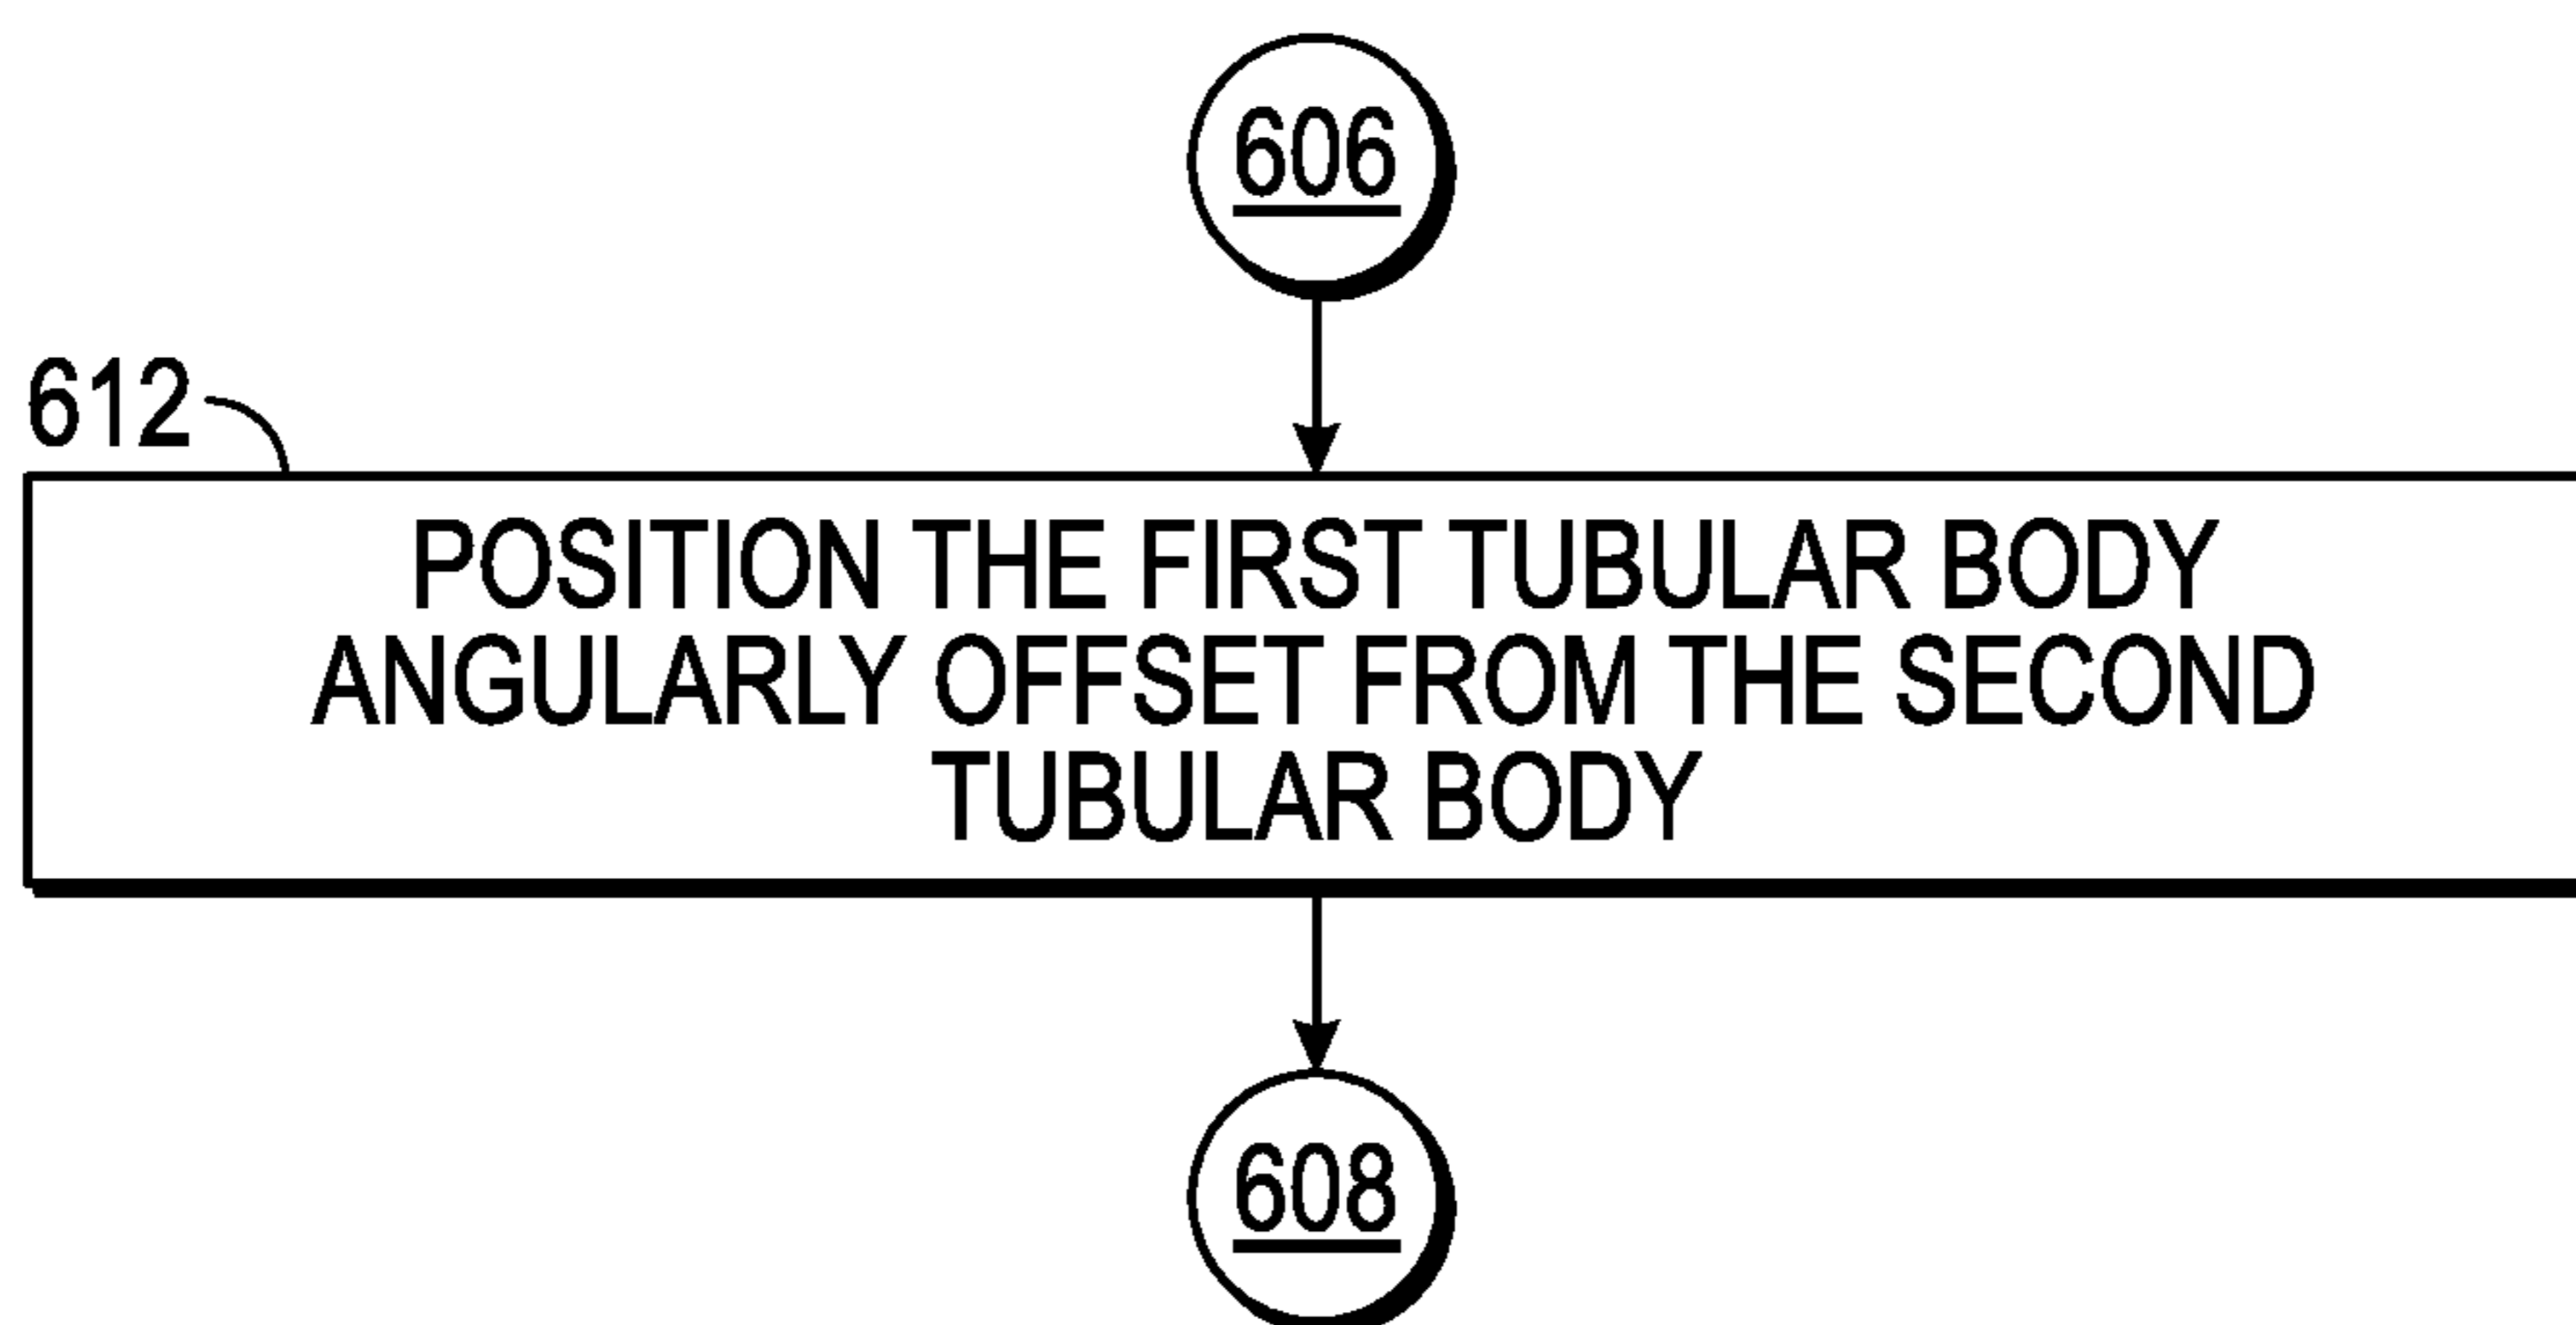 606
612
POSITION THE FIRST TUBULAR BODY
ANGULARLY OFFSET FROM THE SECOND
TUBULAR BODY
608